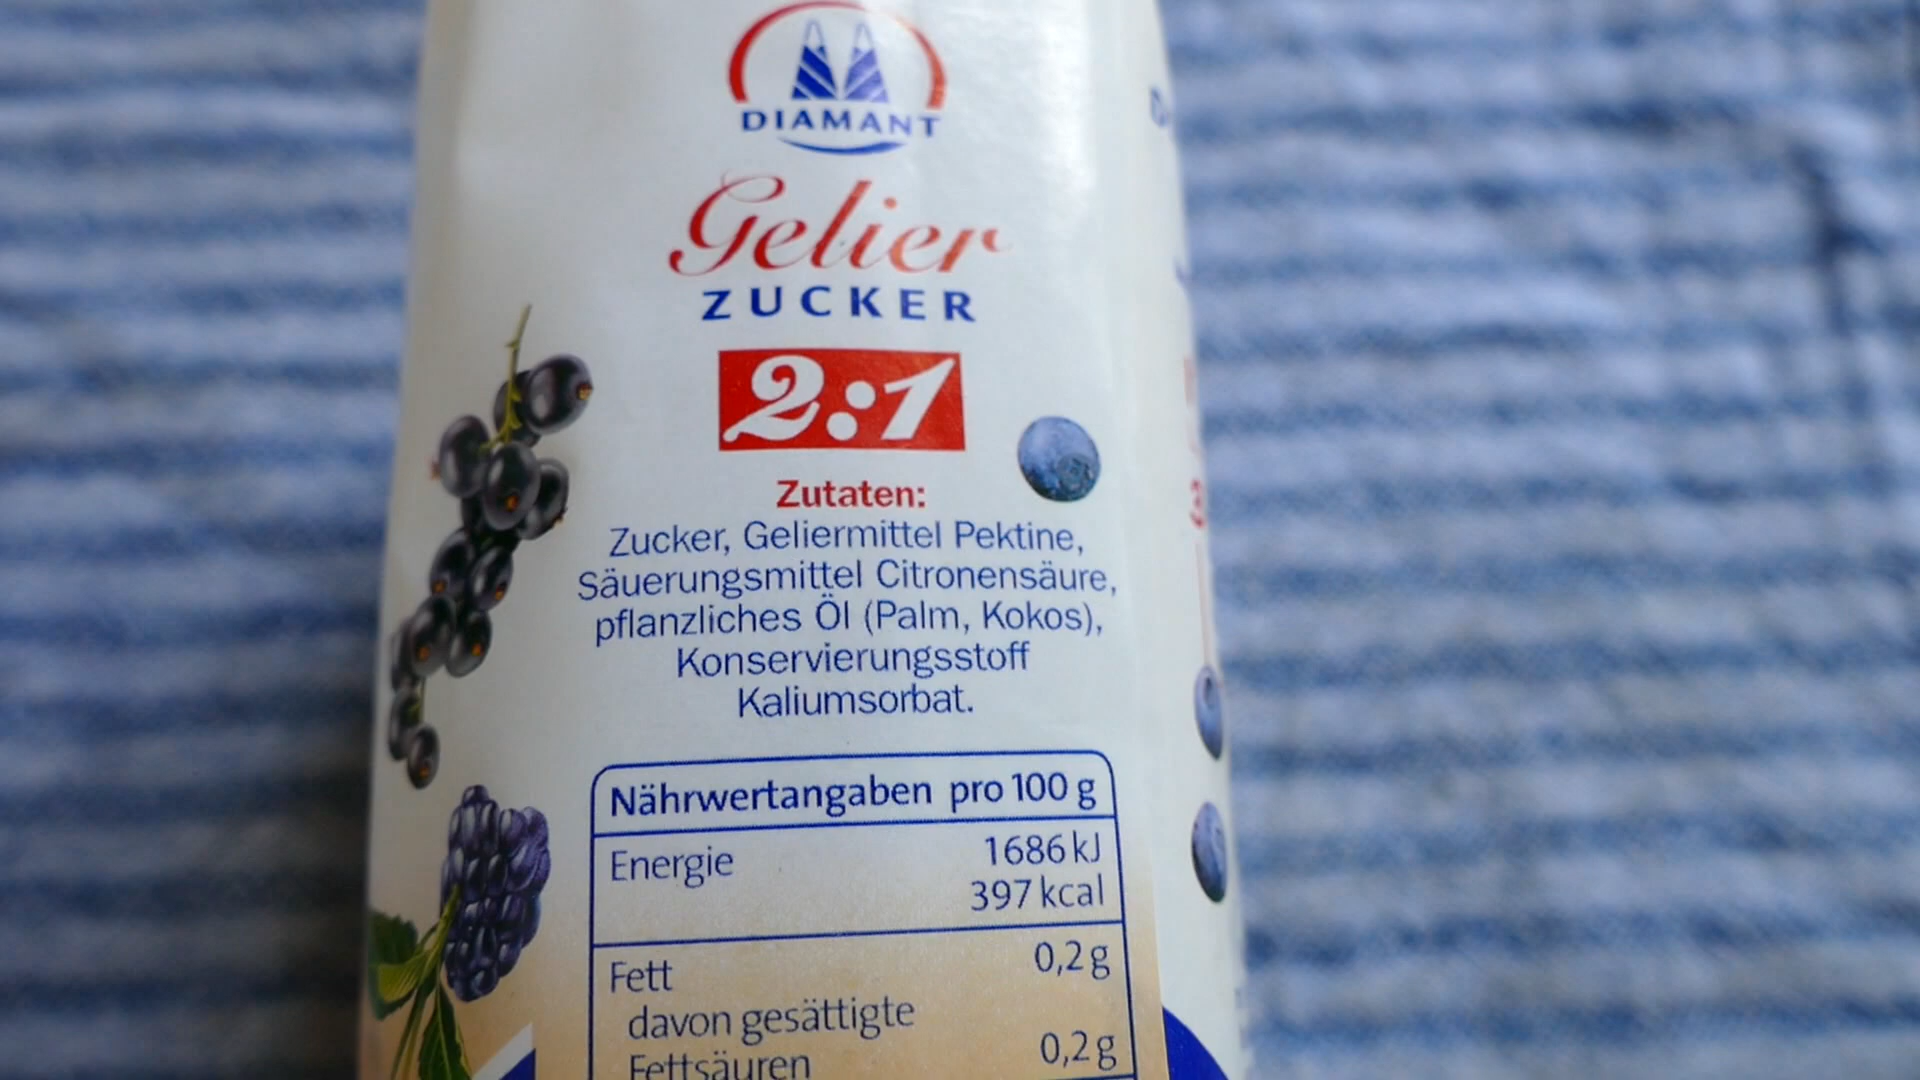 DIAMANT
Gelier
ZUCKER
2:1
Zutaten:
Zucker, Geliermittel Pektine,
Säuerungsmittel Citronensäure,
pflanzliches Öl (Palm, Kokos),
Konservierungsstoff
Kaliumsorbat.
Nährwertangaben pro 100 g
Energie 1686 kJ
397 kcal
Fett 0,2 g
davon gesättigte
Fettsäuren 0,2 g